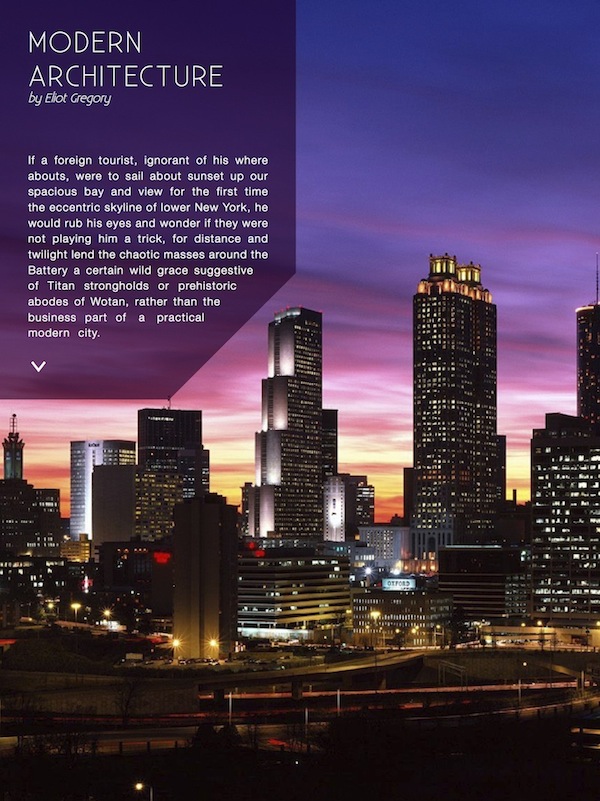 MODERN
ARCHITECTURE
by Eliot Gregory
If a foreign tourist, ignorant of his where
abouts, were to sail about sunset up our
spacious bay and view for the first time
the eccentric skyline of lower New York, he
would rub his eyes and wonder if they were
not playing him a trick, for distance and
twilight lend the chaotic masses around the
Battery a certain wild grace suggestive
of Titan strongholds or prehistoric
abodes of Wotan, rather than the
business part of a practical
modern city.
OXFORD